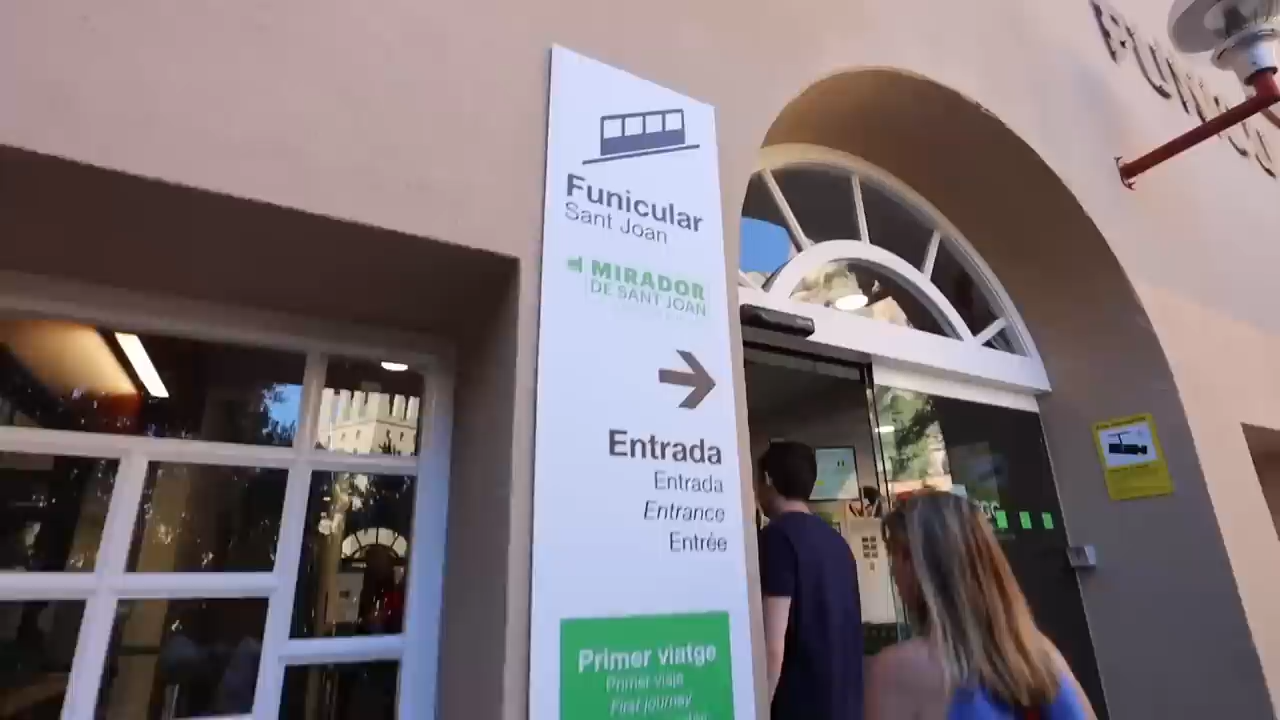 Funicular
Sant Joan
MIRADOR
DE SANT JOAN
Entrada
Entrada
Entrance
Entrée
Primer viatge
Primer viaje
First journey